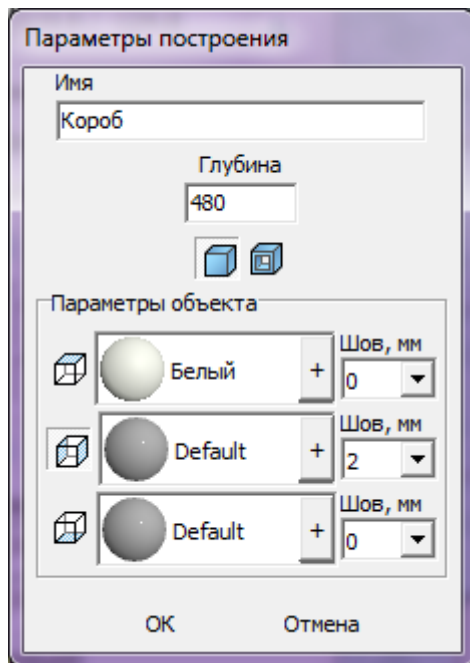 Параметры построения
Имя
Короб
Глубина
480
Параметры объекта
Шов, мм
Белый
+
0
Шов, мм
Default
+
2
Шов, мм
Default
+
0
ОК
Отмена